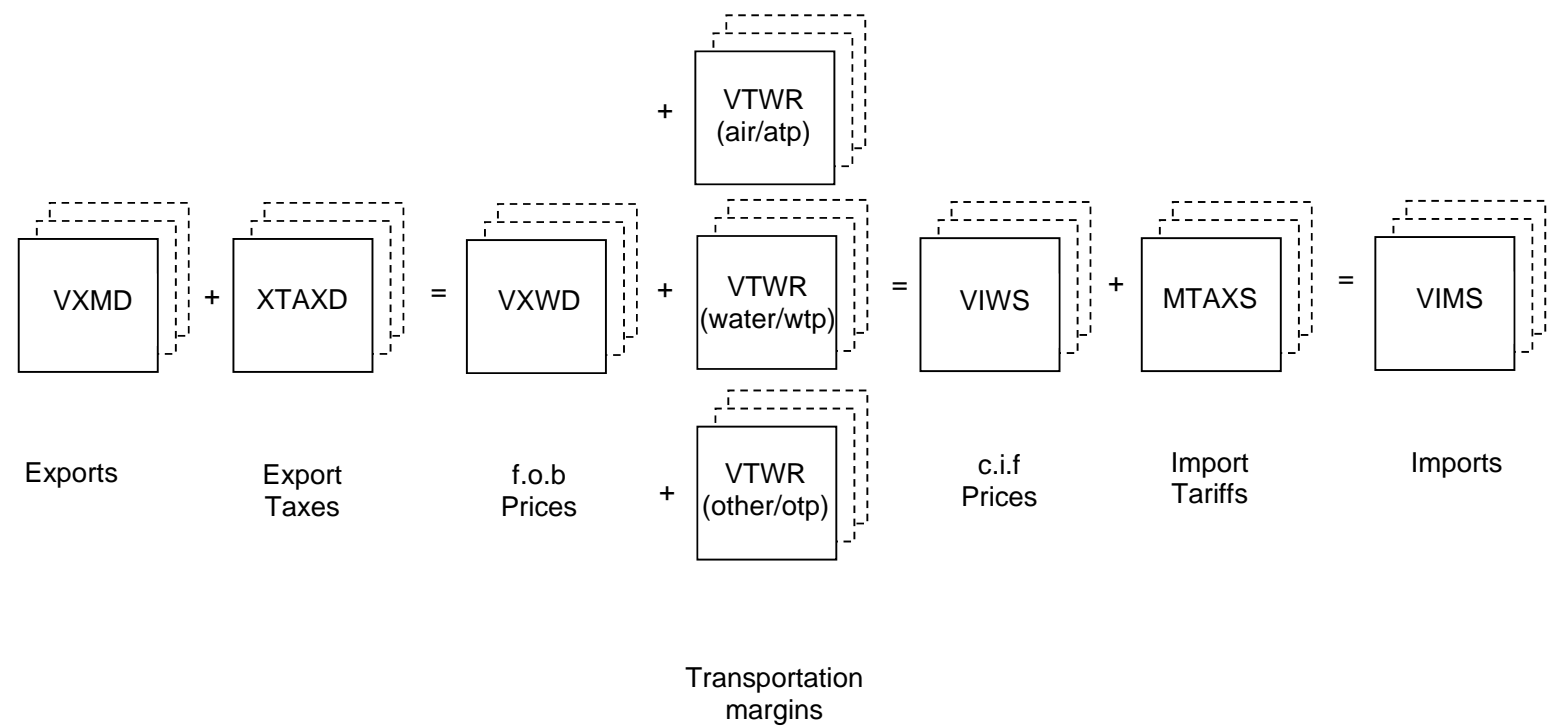 +
VTWR
(air/atp)
VXMD
+
XTAXD
=
VXWD
+
VTWR
(water/wtp)
=
VIWS
+
MTAXS
=
VIMS
+
VTWR
(other/otp)
Exports
Export
Taxes
f.o.b
Prices
c.i.f
Prices
Import
Tariffs
Imports
Transportation
margins